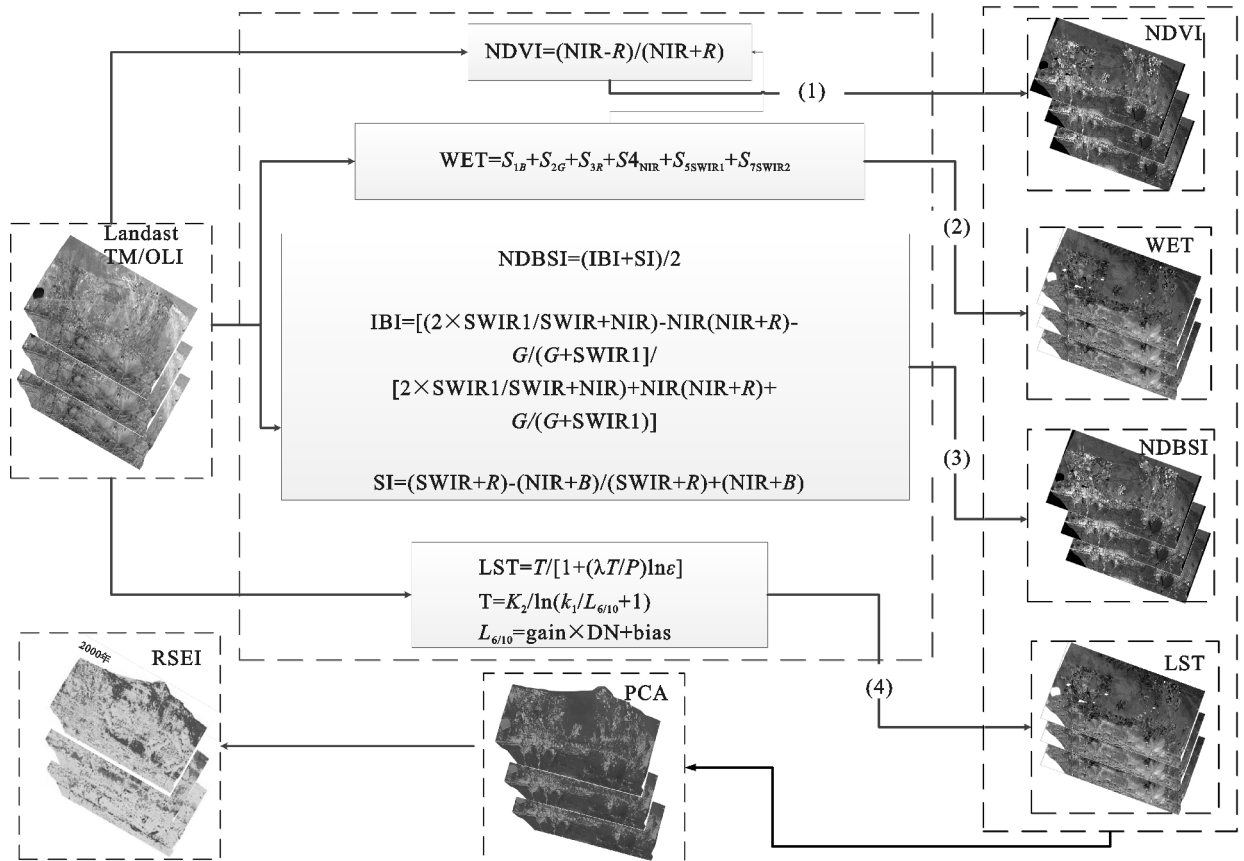 NDVI=(NIR-R)/(NIR+R)
(1)
NDVI
WET=S1B+S2G+S3R+S4NIR+S5SWIR1+S7SWIR2
(2)
WET
Landast
TM/OLI
NDBSI=(IBI+SI)/2
IBI=[(2×SWIR1/SWIR+NIR)-NIR(NIR+R)-
G/(G+SWIR1]/
[2×SWIR1/SWIR+NIR)+NIR(NIR+R)+
G/(G+SWIR1)]
SI=(SWIR+R)-(NIR+B)/(SWIR+R)+(NIR+B)
(3)
NDBSI
LST=T/[1+(λT/P)lnε]
T=K2/ln(k1/L6/10+1)
L6/10=gain×DN+bias
(4)
LST
PCA
RSEI
2000年